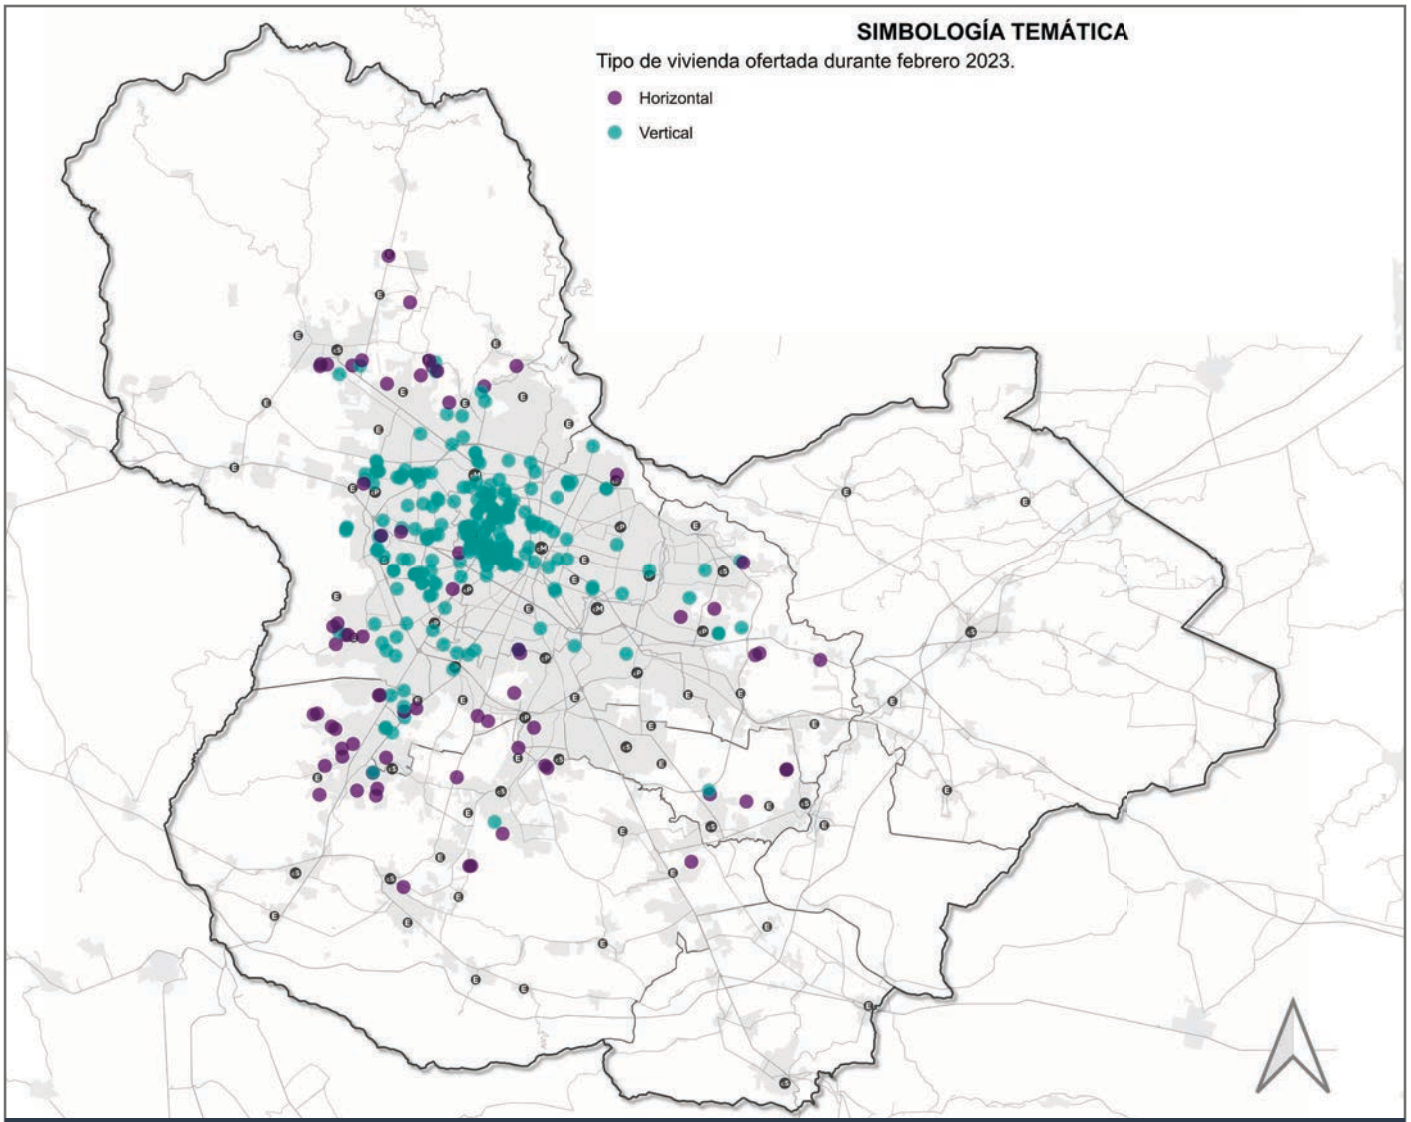 SIMBOLOGÍA TEMÁTICA
Tipo de vivienda ofertada durante febrero 2023.
Horizontal
Vertical